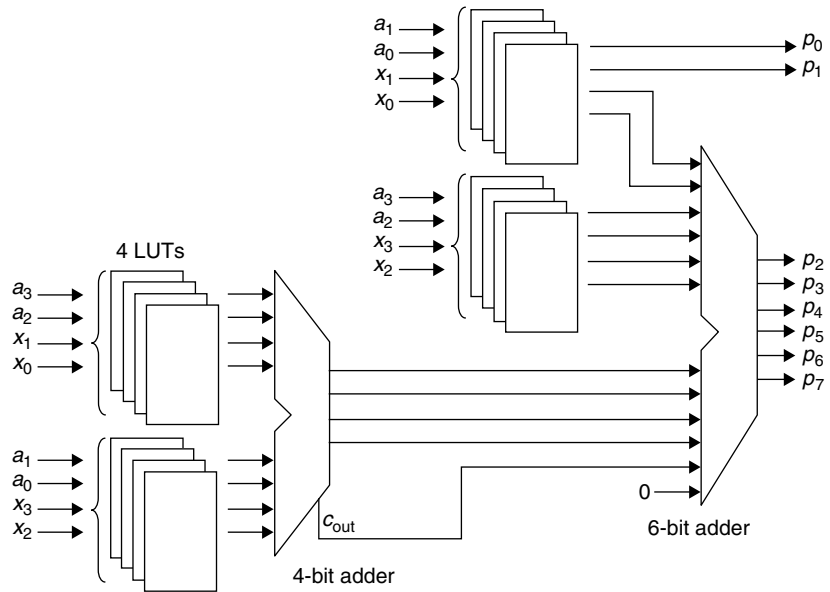 a₁
a₀
x₁
x₀
p₀
p₁
a₃
a₂
x₃
x₂
4 LUTs
a₃
a₂
x₁
x₀
p₂
p₃
p₄
p₅
p₆
p₇
a₁
a₀
x₃
x₂
0
c_out
6-bit adder
4-bit adder